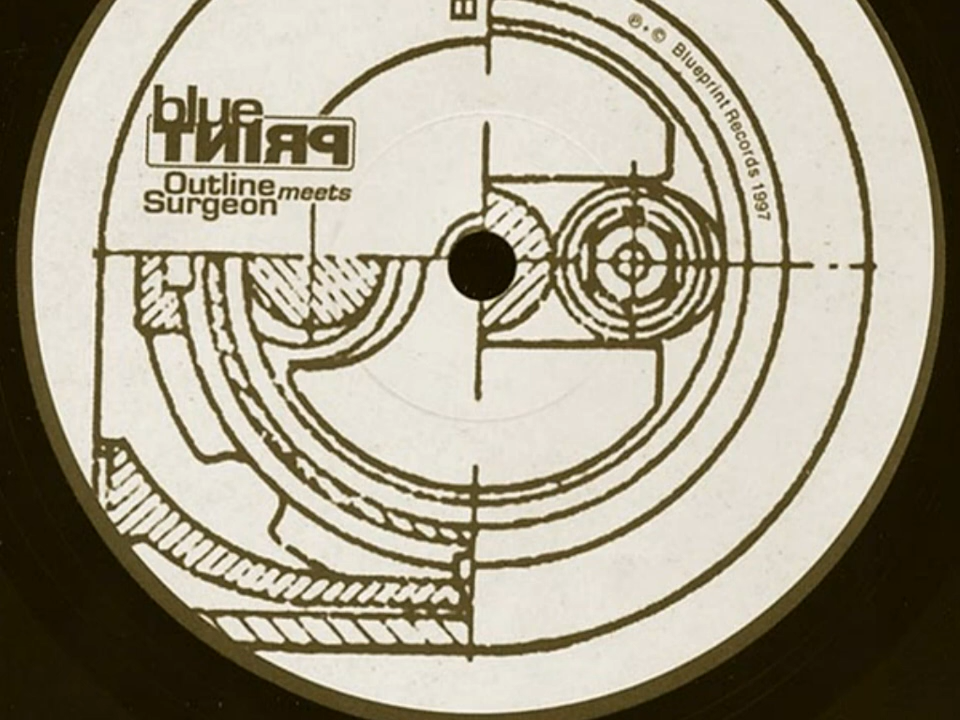 B
℗ • © Blueprint Records 1997
blue
PRINT
Outline meets
Surgeon